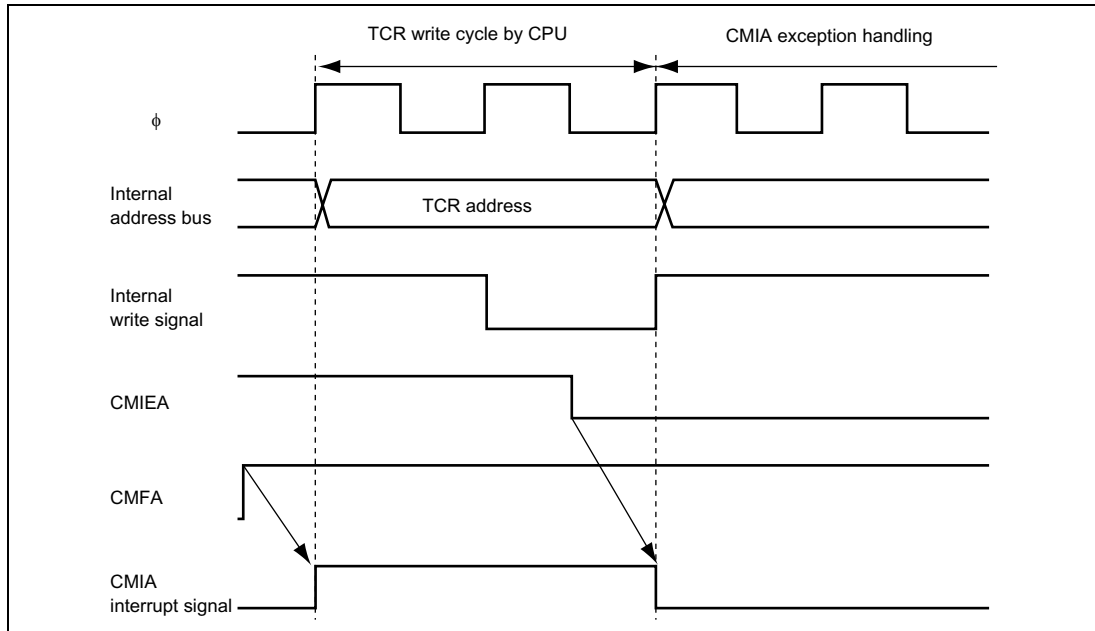 TCR write cycle by CPU
CMIA exception handling
ϕ
Internal
address bus
TCR address
Internal
write signal
CMIEA
CMFA
CMIA
interrupt signal